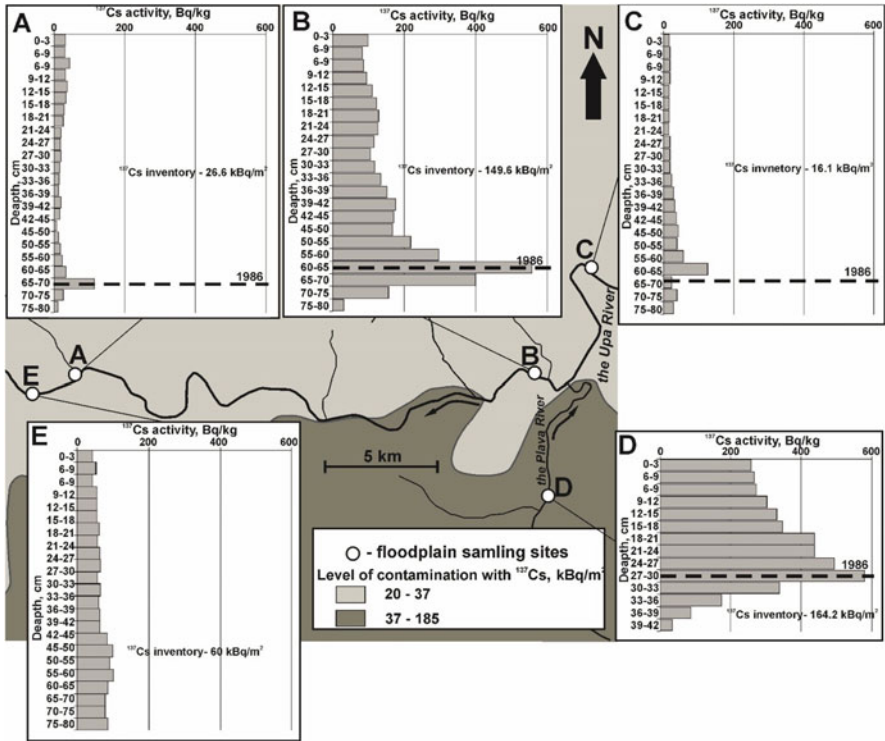 A
¹³⁷Cs activity, Bq/kg
0 200 400 600
Deapth, cm
0-3
6-9
6-9
9-12
12-15
15-18
18-21
21-24
24-27
27-30
30-33
33-36
36-39
39-42
42-45
45-50
50-55
55-60
60-65
65-70
70-75
75-80
¹³⁷Cs inventory - 26.6 kBq/m²
1986
B
¹³⁷Cs activity, Bq/kg
0 200 400 600
Deapth, cm
0-3
6-9
6-9
9-12
12-15
15-18
18-21
21-24
24-27
27-30
30-33
33-36
36-39
39-42
42-45
45-50
50-55
55-60
60-65
65-70
70-75
75-80
¹³⁷Cs inventory - 149.6 kBq/m²
1986
N
C
¹³⁷Cs activity, Bq/kg
0 200 400 600
Deapth, cm
0-3
6-9
6-9
9-12
12-15
15-18
18-21
21-24
24-27
27-30
30-33
33-36
36-39
39-42
42-45
45-50
50-55
55-60
60-65
65-70
70-75
75-80
¹³⁷Cs invnetory - 16.1 kBq/m²
1986
A
E
B
C
the Upa River
the Plava River
D
5 km
E
¹³⁷Cs activity, Bq/kg
0 200 400 600
Deapth, cm
0-3
6-9
6-9
9-12
12-15
15-18
18-21
21-24
24-27
27-30
30-33
33-36
36-39
39-42
42-45
45-50
50-55
55-60
60-65
65-70
70-75
75-80
¹³⁷Cs inventory- 60 kBq/m²
- floodplain samling sites
Level of contamination with ¹³⁷Cs, kBq/m²
20 - 37
37 - 185
D
¹³⁷Cs activity, Bq/kg
0 200 400 600
Deapth, cm
0-3
6-9
6-9
9-12
12-15
15-18
18-21
21-24
24-27
27-30
30-33
33-36
36-39
39-42
1986
¹³⁷Cs inventory- 164.2 kBq/m²